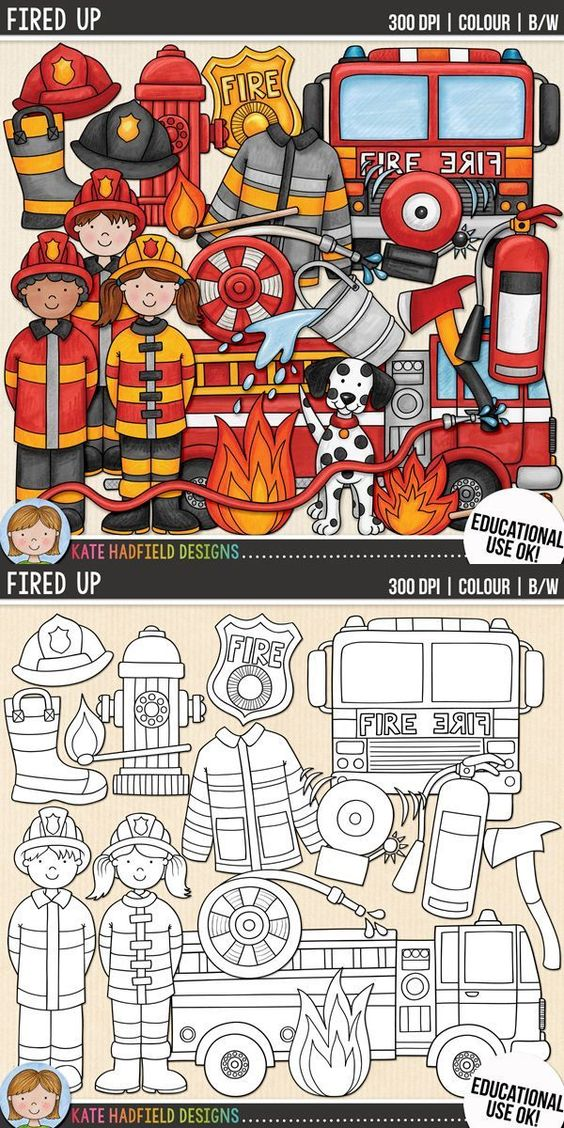 FIRED UP
300 DPI | COLOUR | B/W
FIRE
FIRE FIRE
EDUCATIONAL
USE OK!
KATE HADFIELD DESIGNS
FIRED UP
300 DPI | COLOUR | B/W
FIRE
FIRE FIRE
EDUCATIONAL
USE OK!
KATE HADFIELD DESIGNS